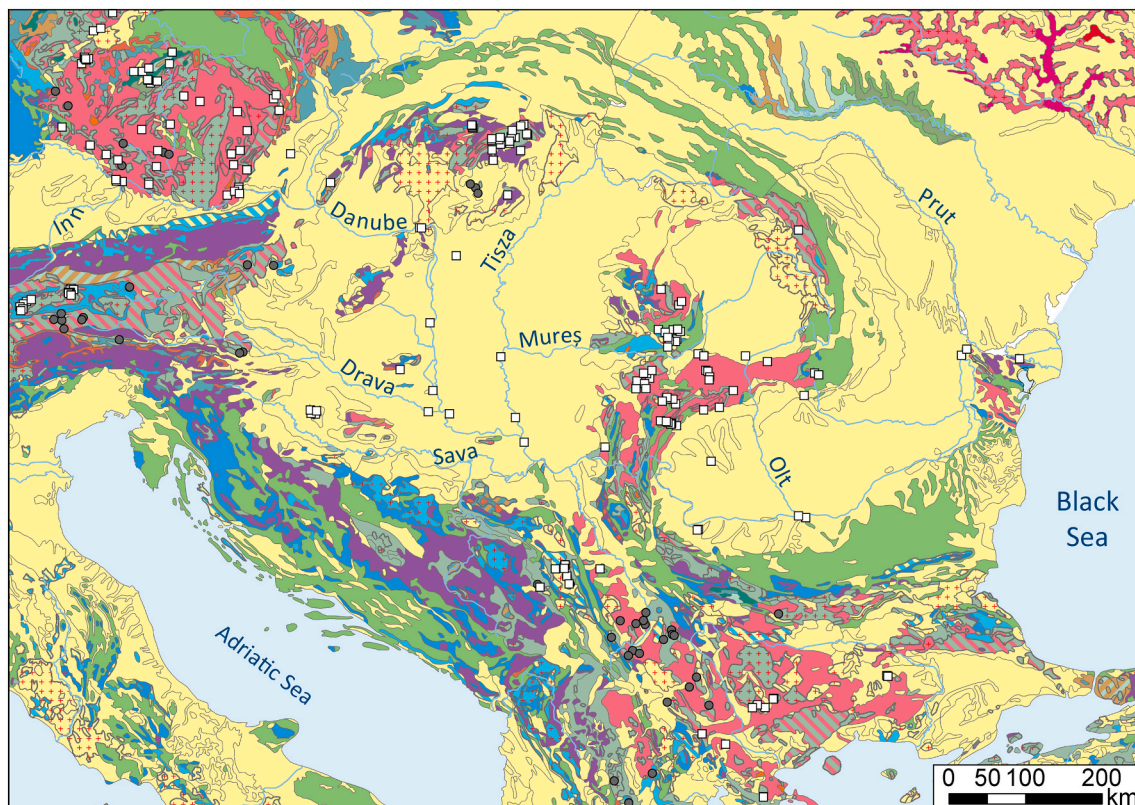 Inn
Danube
Tisza
Prut
Mureș
Drava
Sava
Olt
Black
Sea
Adriatic Sea
0 50 100 200
km